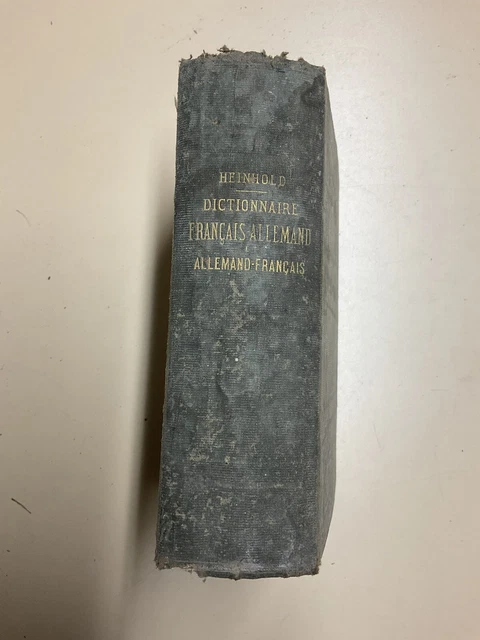 HEINHOLD
DICTIONNAIRE
FRANÇAIS-ALLEMAND
ALLEMAND-FRANÇAIS